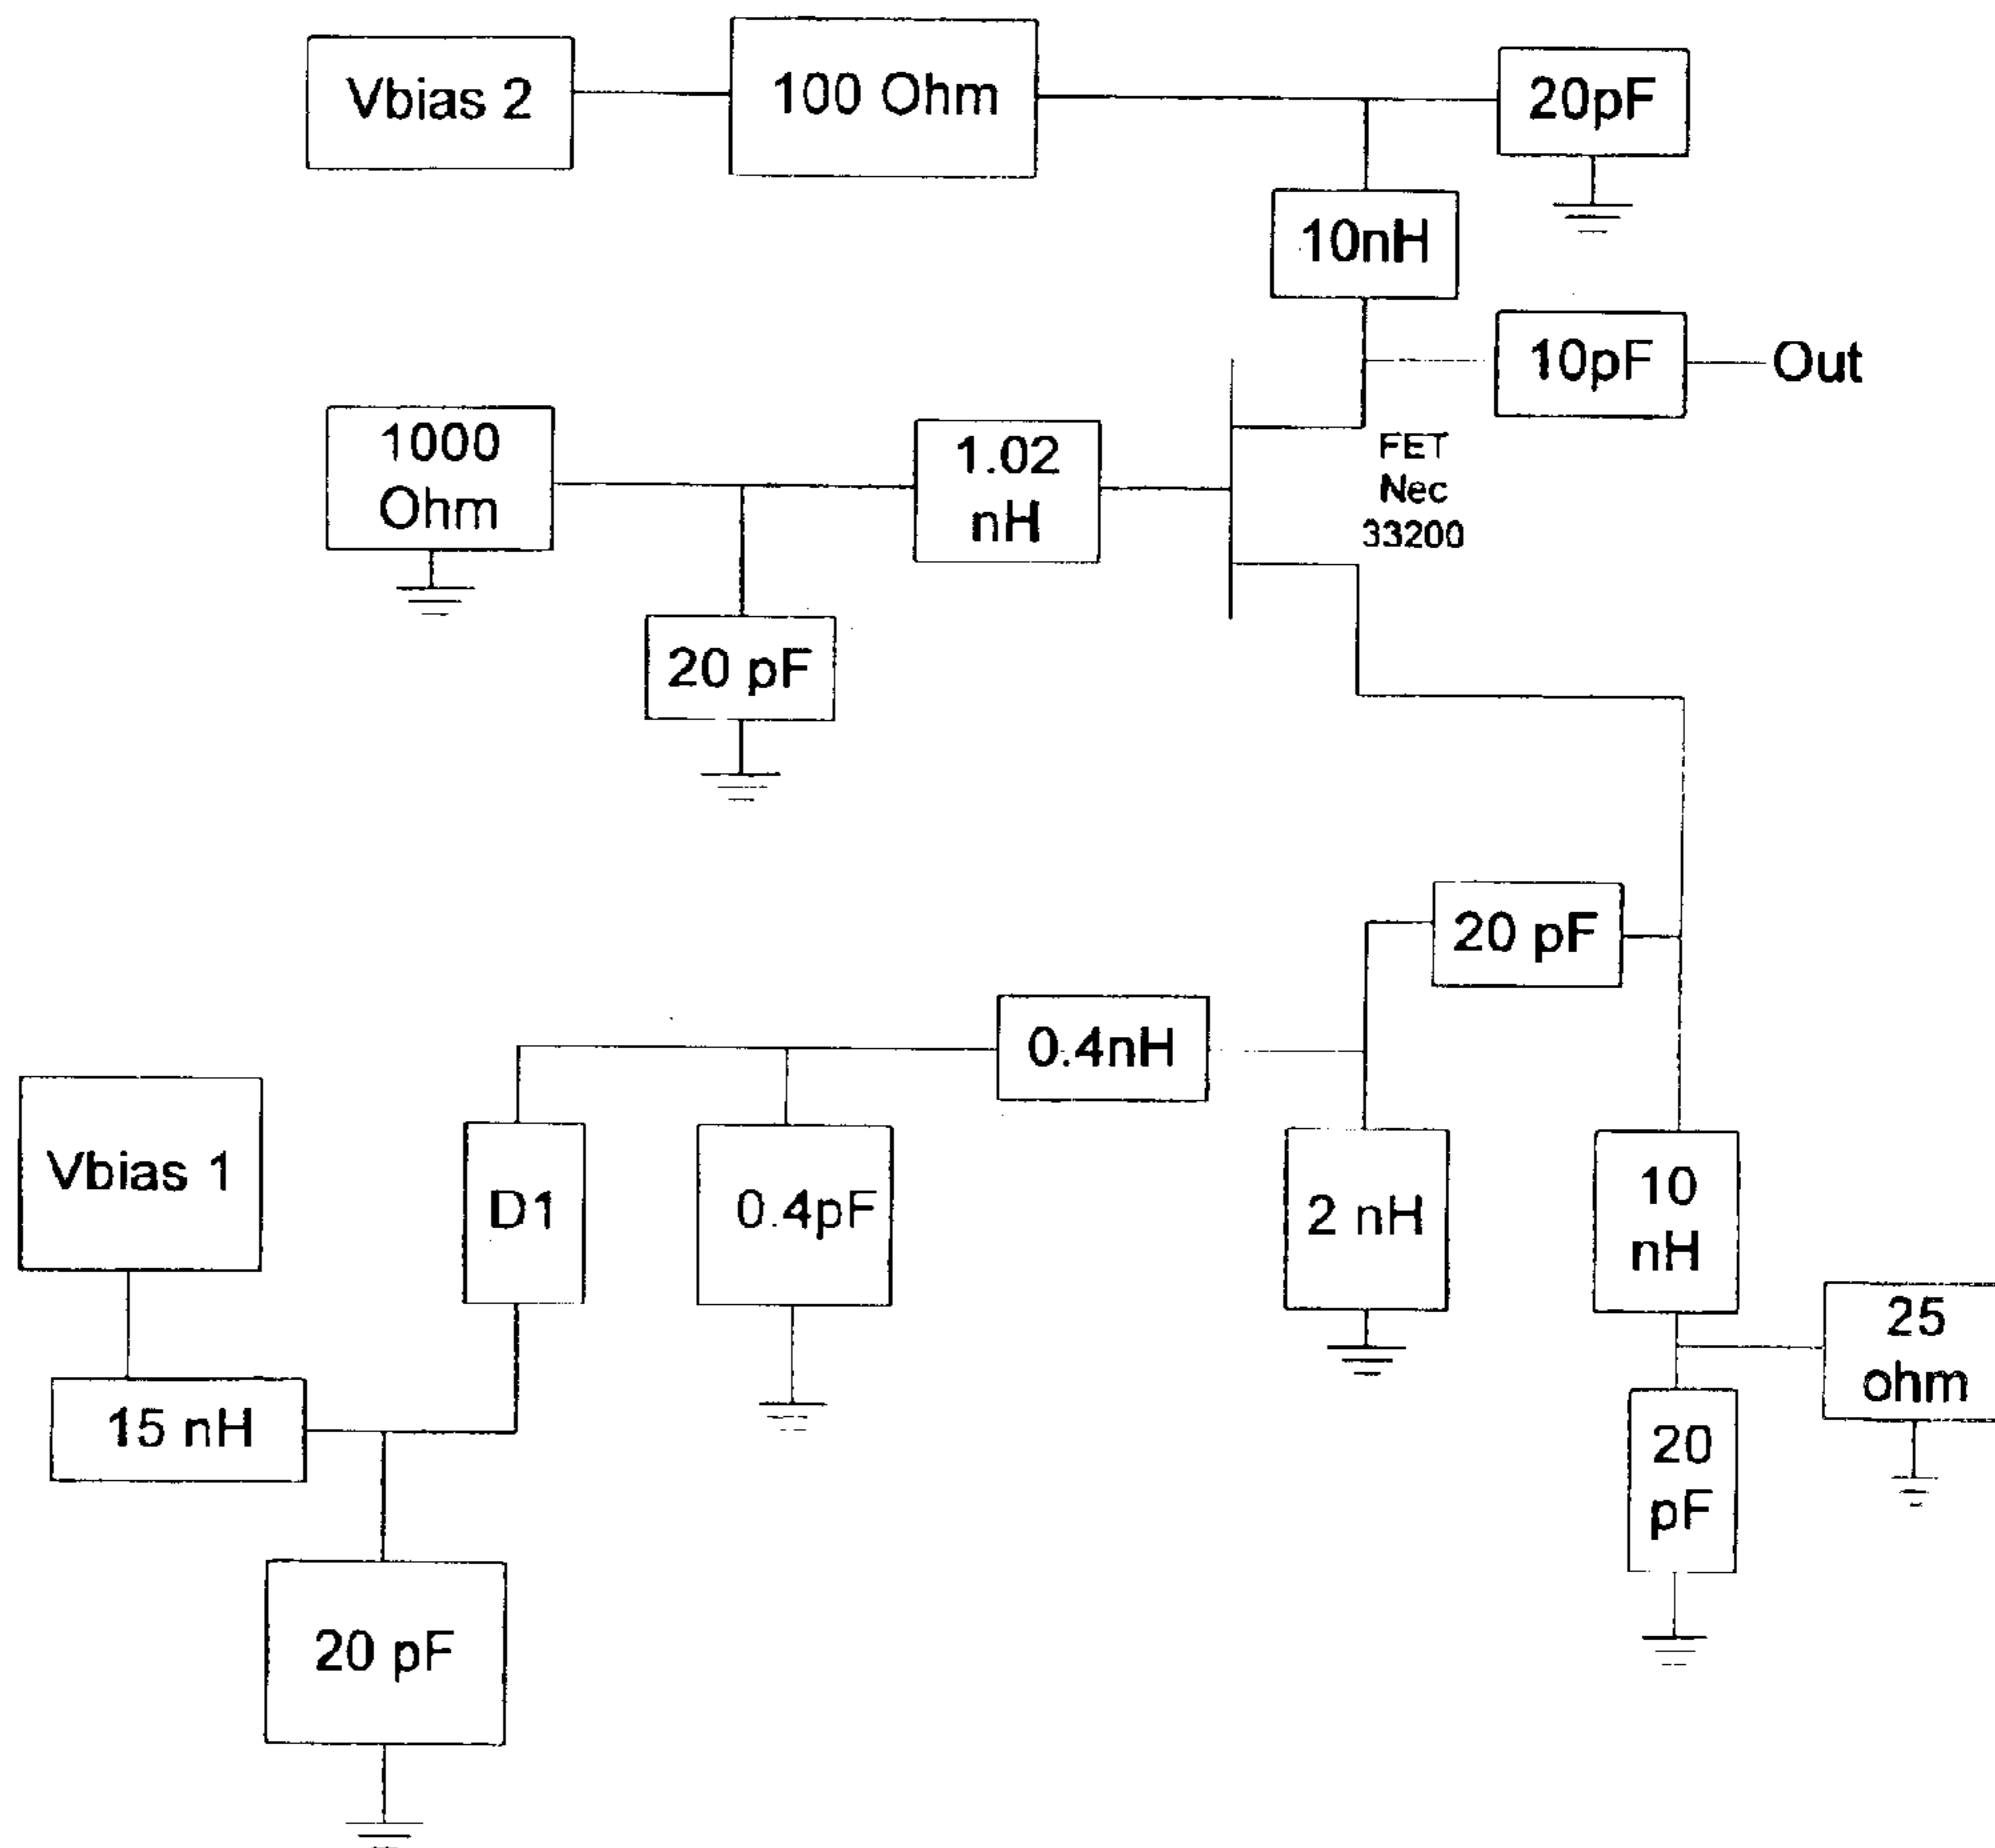 Vbias 2
100 Ohm
20pF
10nH
10pF
Out
1000
Ohm
1.02
nH
FET
Nec
33200
20 pF
20 pF
0.4nH
Vbias 1
D1
0.4pF
2 nH
10
nH
25
ohm
15 nH
20
pF
20 pF